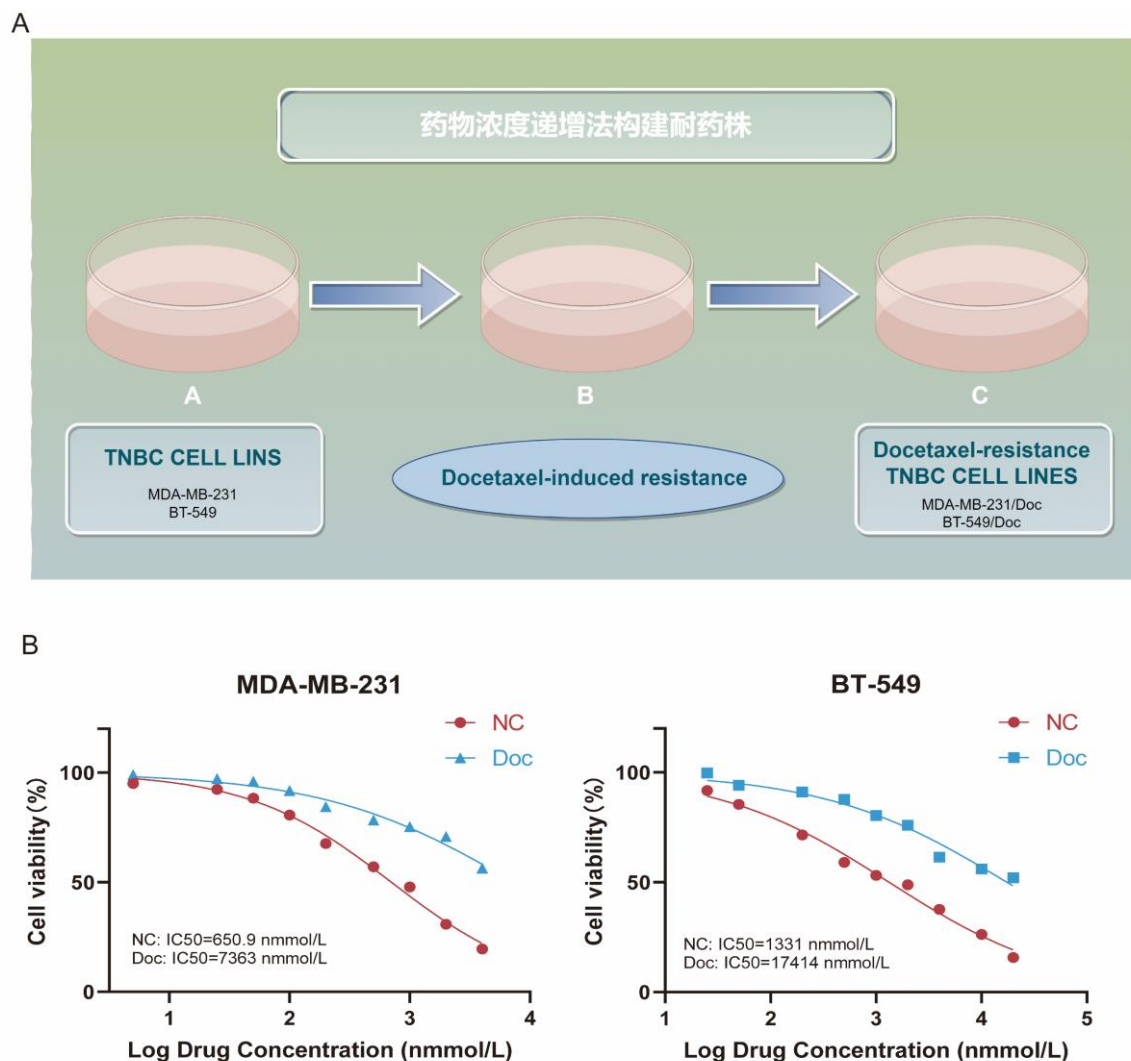 A
药物浓度递增法构建耐药株
A
B
C
TNBC CELL LINS
MDA-MB-231
BT-549
Docetaxel-induced resistance
Docetaxel-resistance
TNBC CELL LINES
MDA-MB-231/Doc
BT-549/Doc
B
MDA-MB-231
NC
Doc
Cell viability (%)
100
50
0
NC: IC50=650.9 nmmol/L
Doc: IC50=7363 nmmol/L
1 2 3 4
Log Drug Concentration (nmmol/L)
BT-549
NC
Doc
Cell viability (%)
100
50
0
NC: IC50=1331 nmmol/L
Doc: IC50=17414 nmmol/L
1 2 3 4 5
Log Drug Concentration (nmmol/L)